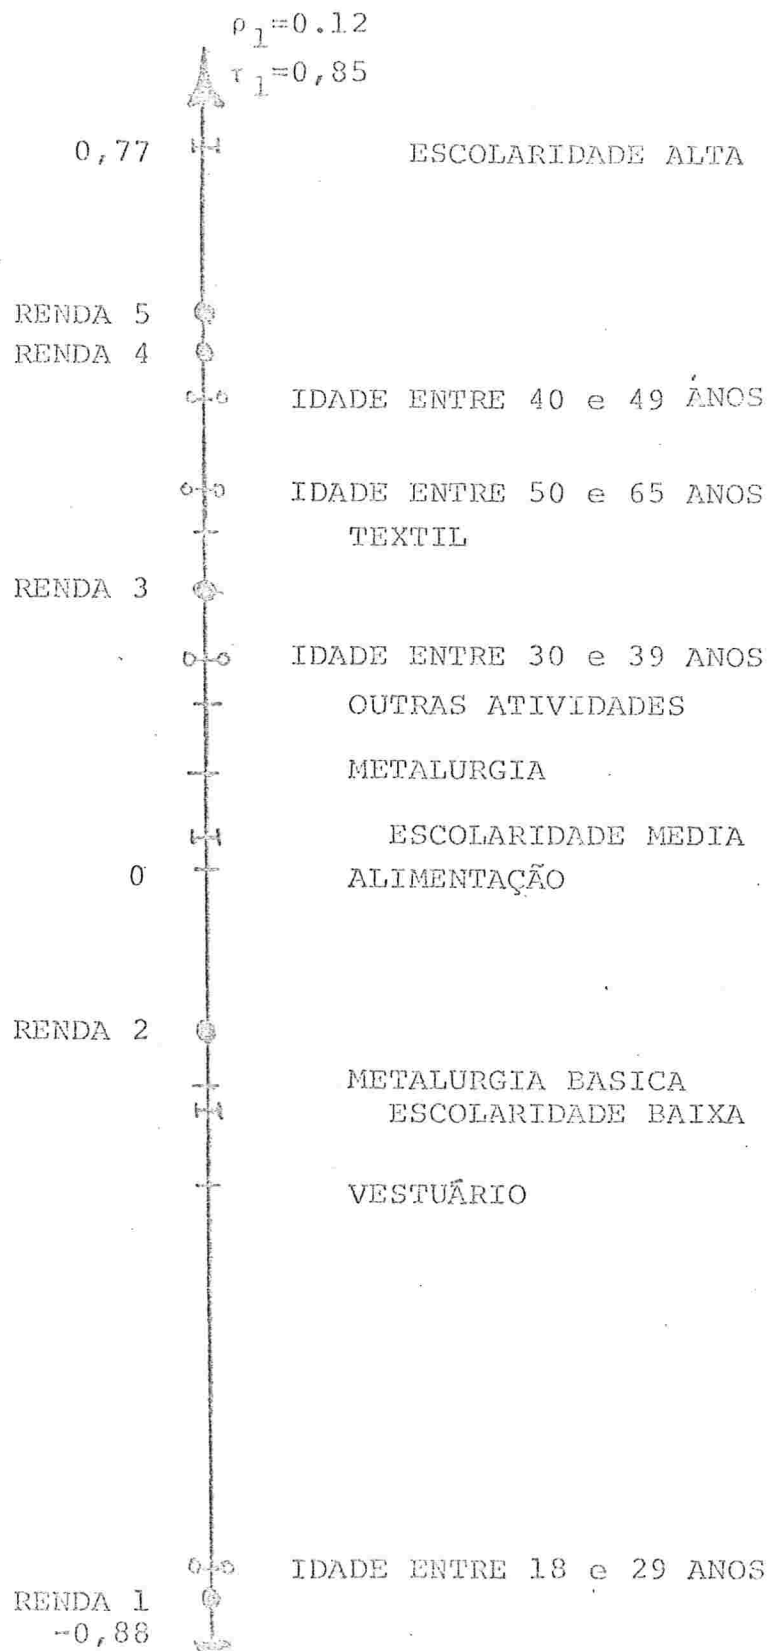 ρ1=0.12
τ1=0,85
0,77 ESCOLARIDADE ALTA
RENDA 5
RENDA 4
IDADE ENTRE 40 e 49 ANOS
IDADE ENTRE 50 e 65 ANOS
TEXTIL
RENDA 3
IDADE ENTRE 30 e 39 ANOS
OUTRAS ATIVIDADES
METALURGIA
ESCOLARIDADE MEDIA
0 ALIMENTAÇÃO
RENDA 2
METALURGIA BASICA
ESCOLARIDADE BAIXA
VESTUÁRIO
IDADE ENTRE 18 e 29 ANOS
RENDA 1
-0,88